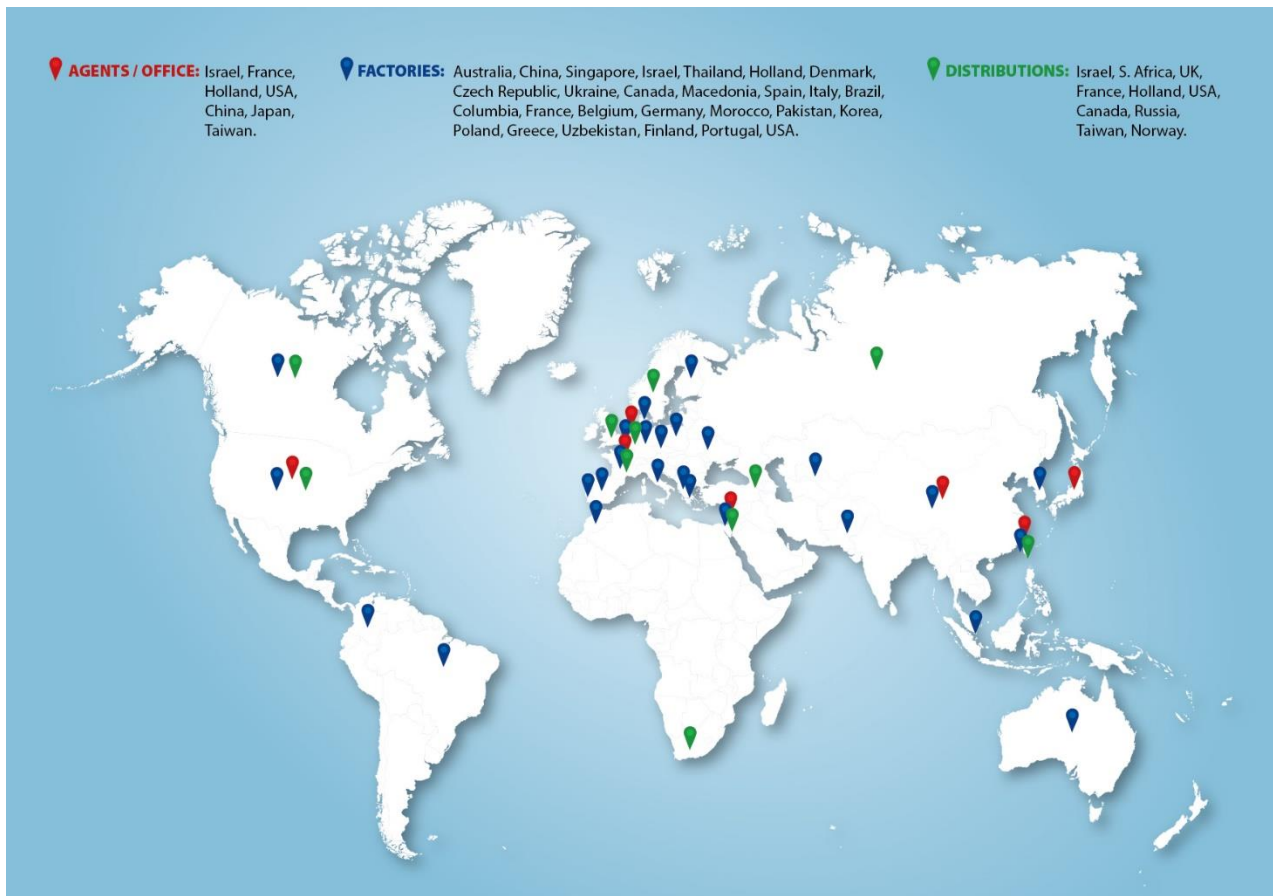 AGENTS / OFFICE: Israel, France,
Holland, USA,
China, Japan,
Taiwan.
FACTORIES: Australia, China, Singapore, Israel, Thailand, Holland, Denmark,
Czech Republic, Ukraine, Canada, Macedonia, Spain, Italy, Brazil,
Columbia, France, Belgium, Germany, Morocco, Pakistan, Korea,
Poland, Greece, Uzbekistan, Finland, Portugal, USA.
DISTRIBUTIONS: Israel, S. Africa, UK,
France, Holland, USA,
Canada, Russia,
Taiwan, Norway.